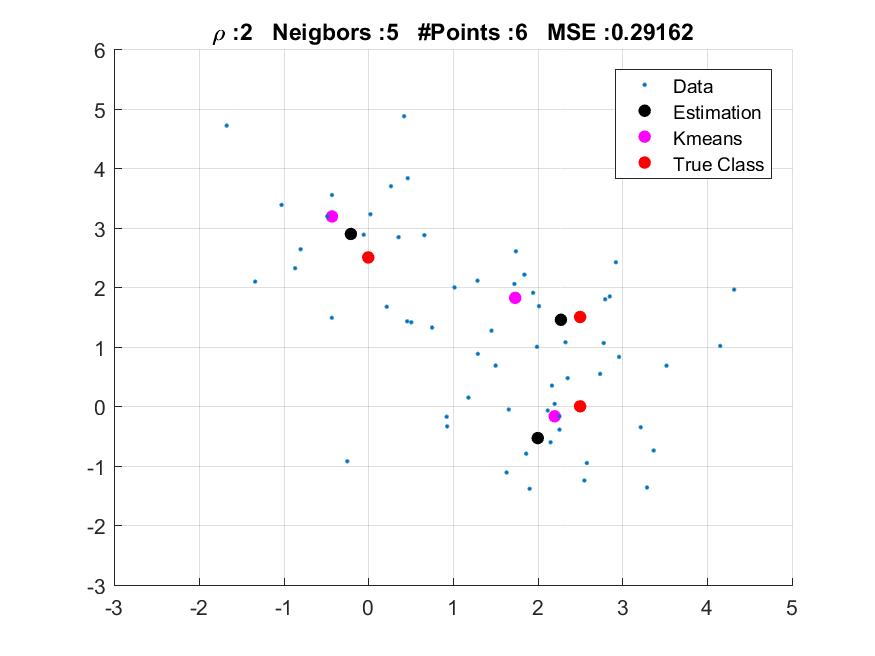 ρ :2 Neigbors :5 #Points :6 MSE :0.29162
6
5
4
3
2
1
0
-1
-2
-3
-3 -2 -1 0 1 2 3 4 5
Data
Estimation
Kmeans
True Class